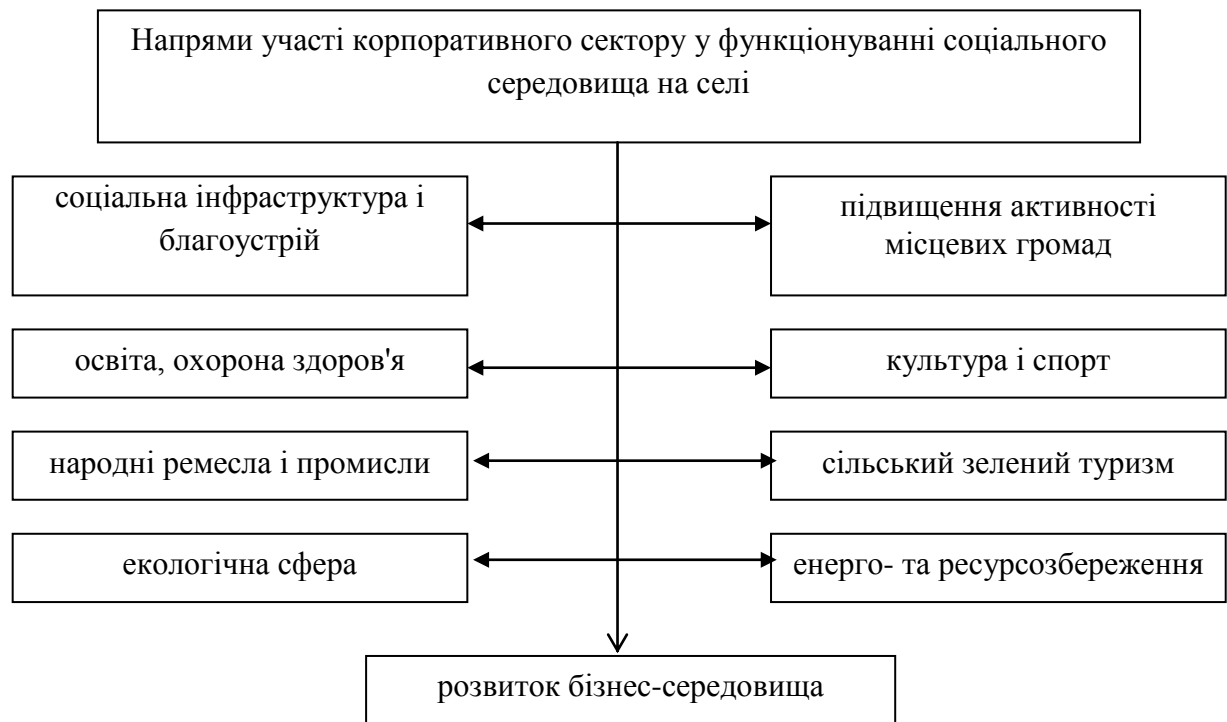 Напрями участі корпоративного сектору у функціонуванні соціального
середовища на селі
соціальна інфраструктура і
благоустрій
підвищення активності
місцевих громад
освіта, охорона здоров'я
культура і спорт
народні ремесла і промисли
сільський зелений туризм
екологічна сфера
енерго- та ресурсозбереження
розвиток бізнес-середовища